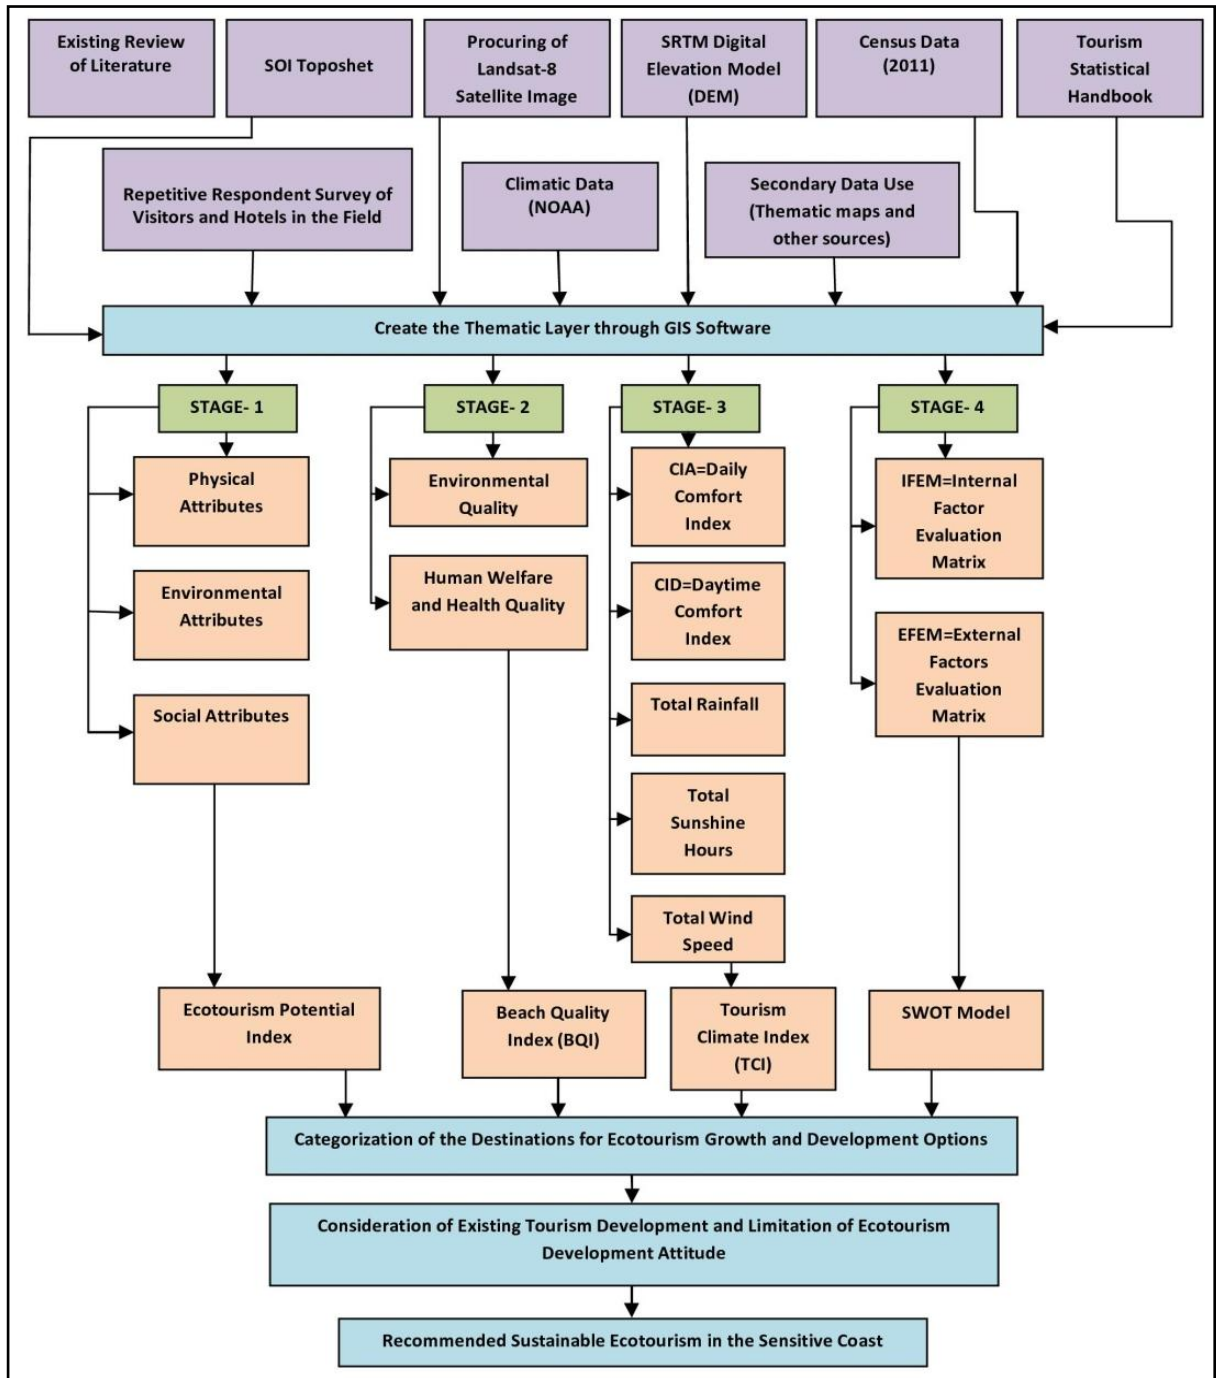 Existing Review
of Literature
SOI Toposhet
Procuring of
Landsat-8
Satellite Image
SRTM Digital
Elevation Model
(DEM)
Census Data
(2011)
Tourism
Statistical
Handbook
Repetitive Respondent Survey of
Visitors and Hotels in the Field
Climatic Data
(NOAA)
Secondary Data Use
(Thematic maps and
other sources)
Create the Thematic Layer through GIS Software
STAGE- 1
STAGE- 2
STAGE- 3
STAGE- 4
Physical
Attributes
Environmental
Attributes
Social Attributes
Environmental
Quality
Human Welfare
and Health Quality
CIA=Daily
Comfort
Index
CID=Daytime
Comfort
Index
Total Rainfall
Total
Sunshine
Hours
Total Wind
Speed
IFEM=Internal
Factor
Evaluation
Matrix
EFEM=External
Factors
Evaluation
Matrix
Ecotourism Potential
Index
Beach Quality
Index (BQI)
Tourism
Climate Index
(TCI)
SWOT Model
Categorization of the Destinations for Ecotourism Growth and Development Options
Consideration of Existing Tourism Development and Limitation of Ecotourism
Development Attitude
Recommended Sustainable Ecotourism in the Sensitive Coast